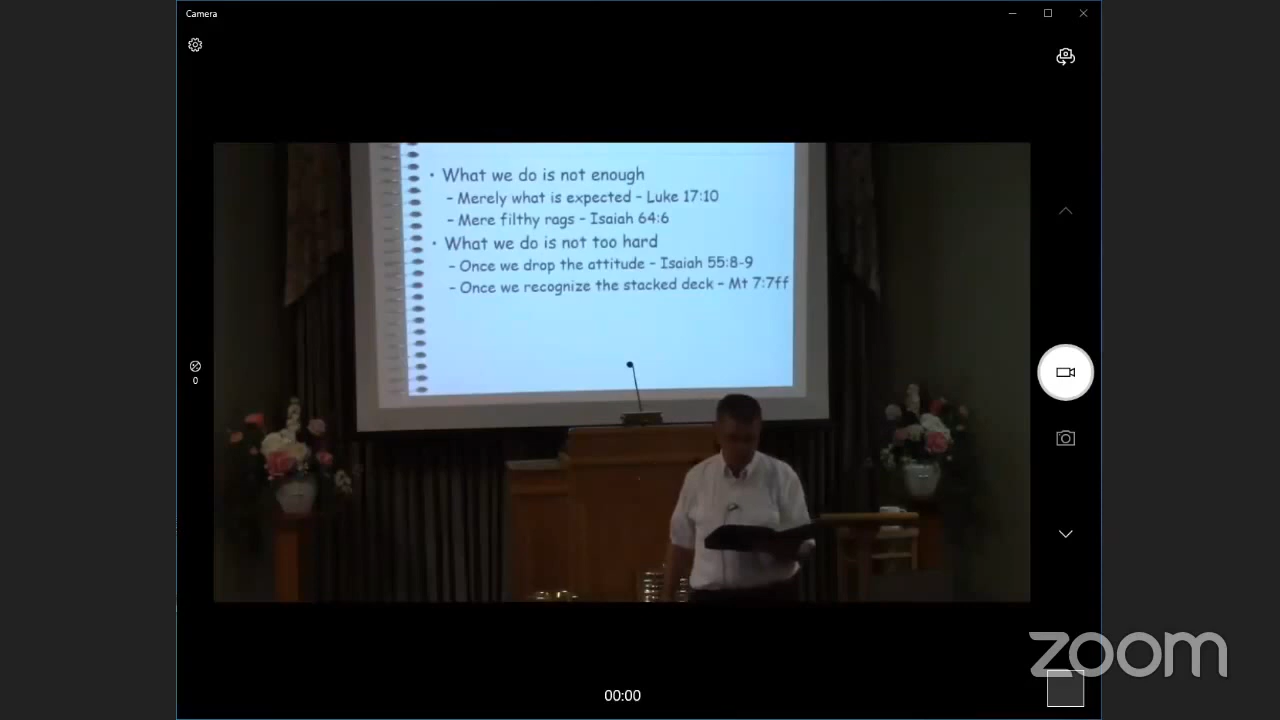 Camera
• What we do is not enough
– Merely what is expected – Luke 17:10
– Mere filthy rags – Isaiah 64:6
• What we do is not too hard
– Once we drop the attitude – Isaiah 55:8-9
– Once we recognize the stacked deck – Mt 7:7ff
0
zoom
00:00